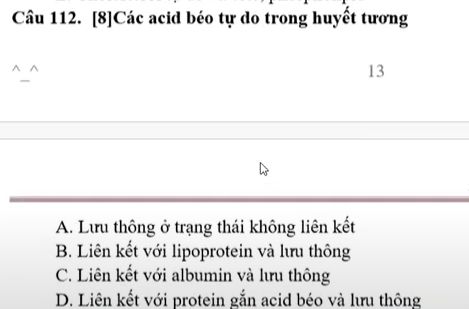 Câu 112. [8]Các acid béo tự do trong huyết tương
^_^
13
A. Lưu thông ở trạng thái không liên kết
B. Liên kết với lipoprotein và lưu thông
C. Liên kết với albumin và lưu thông
D. Liên kết với protein gắn acid béo và lưu thông